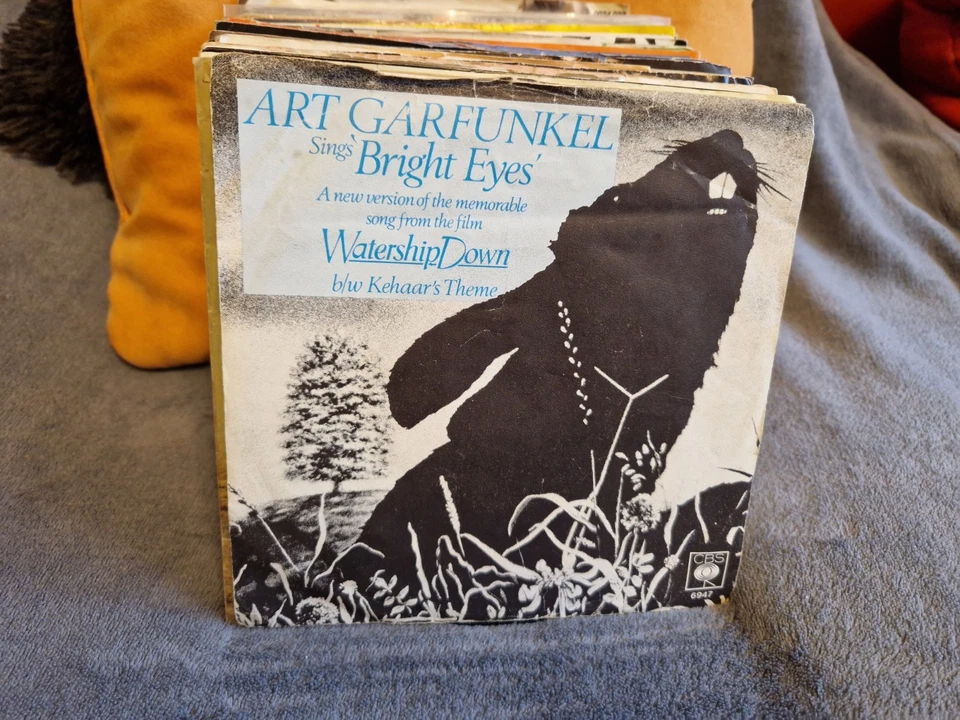 ART GARFUNKEL
Sings 'Bright Eyes'
A new version of the memorable
song from the film
Watership Down
b/w Kehaar's Theme
CBS
6947